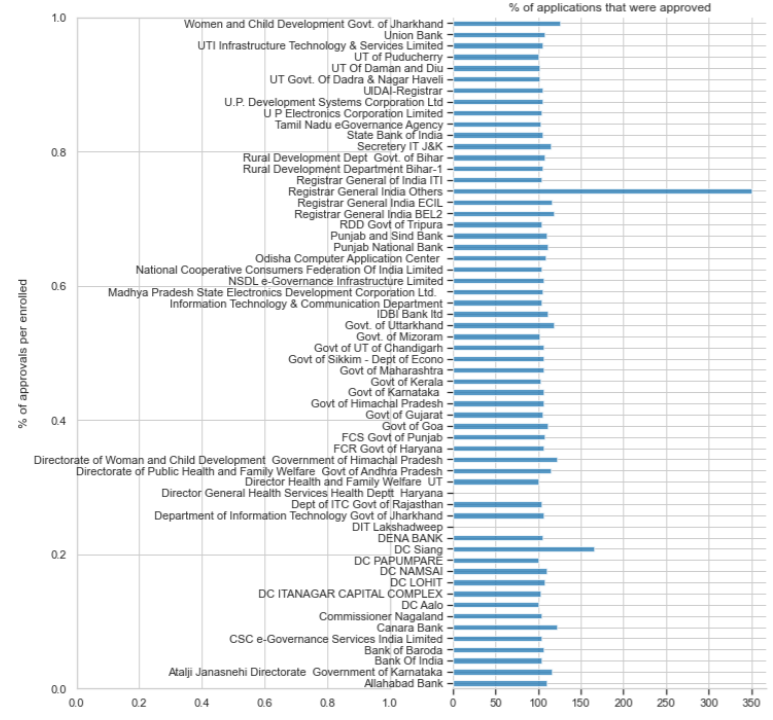 % of applications that were approved
1.0
Women and Child Development Govt. of Jharkhand
Union Bank
UTI Infrastructure Technology & Services Limited
UT of Puducherry
UT Of Daman and Diu
UT Govt. Of Dadra & Nagar Haveli
UIDAI-Registrar
U.P. Development Systems Corporation Ltd
U P Electronics Corporation Limited
Tamil Nadu eGovernance Agency
State Bank of India
0.8
Secretery IT J&K
Rural Development Dept Govt. of Bihar
Rural Development Department Bihar-1
Registrar General of India ITI
Registrar General India Others
Registrar General India ECIL
Registrar General India BEL2
RDD Govt of Tripura
Punjab and Sind Bank
Punjab National Bank
Odisha Computer Application Center
National Cooperative Consumers Federation Of India Limited
NSDL e-Governance Infrastructure Limited
0.6
Madhya Pradesh State Electronics Development Corporation Ltd.
Information Technology & Communication Department
IDBI Bank ltd
Govt. of Uttarkhand
Govt. of Mizoram
Govt of UT of Chandigarh
Govt of Sikkim - Dept of Econo
Govt of Maharashtra
Govt of Kerala
Govt of Karnataka
Govt of Himachal Pradesh
Govt of Gujarat
0.4
Govt of Goa
FCS Govt of Punjab
FCR Govt of Haryana
Directorate of Woman and Child Development Government of Himachal Pradesh
Directorate of Public Health and Family Welfare Govt of Andhra Pradesh
Director Health and Family Welfare UT
Director General Health Services Health Deptt Haryana
Dept of ITC Govt of Rajasthan
Department of Information Technology Govt of Jharkhand
DIT Lakshadweep
DENA BANK
DC Siang
0.2
DC PAPUMPARE
DC NAMSAI
DC LOHIT
DC ITANAGAR CAPITAL COMPLEX
DC Aalo
Commissioner Nagaland
Canara Bank
CSC e-Governance Services India Limited
Bank of Baroda
Bank Of India
Atalji Janasnehi Directorate Government of Karnataka
Allahabad Bank
0.0
% of approvals per enrolled
0.0 0.2 0.4 0.6 0.8 1.0 0 50 100 150 200 250 300 350